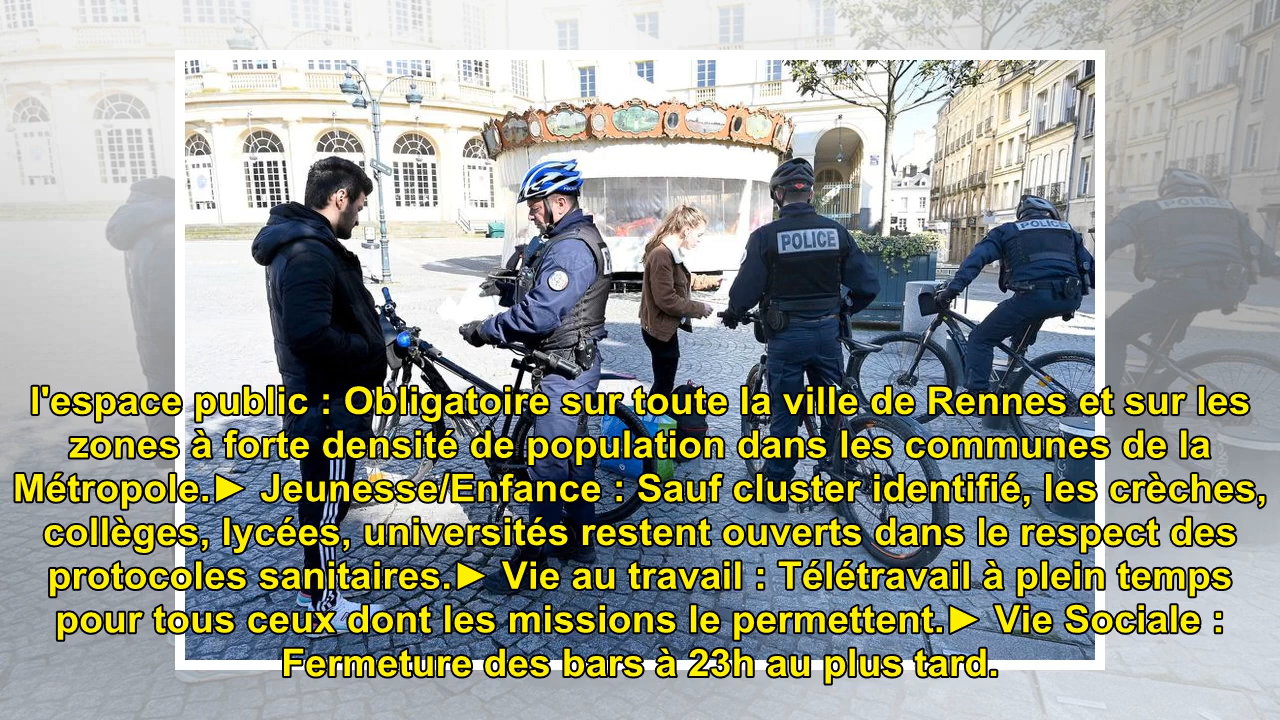 POLICE
POLICE
POLICE
l'espace public : Obligatoire sur toute la ville de Rennes et sur les
zones à forte densité de population dans les communes de la
Métropole.► Jeunesse/Enfance : Sauf cluster identifié, les crèches,
collèges, lycées, universités restent ouverts dans le respect des
protocoles sanitaires.► Vie au travail : Télétravail à plein temps
pour tous ceux dont les missions le permettent.► Vie Sociale :
Fermeture des bars à 23h au plus tard.